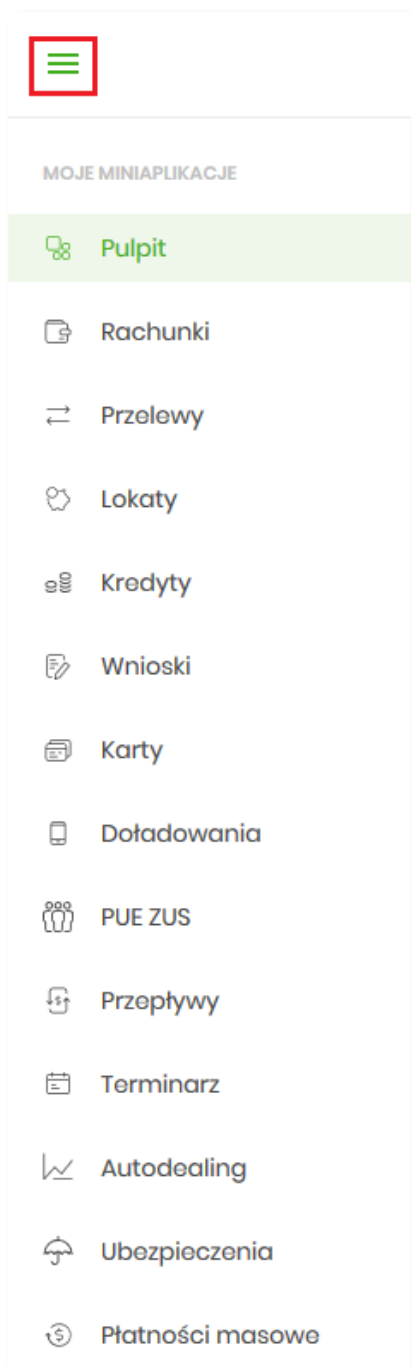 MOJE MINIAPLIKACJE
Pulpit
Rachunki
Przelewy
Lokaty
Kredyty
Wnioski
Karty
Doładowania
PUE ZUS
Przepływy
Terminarz
Autodealing
Ubezpieczenia
Płatności masowe